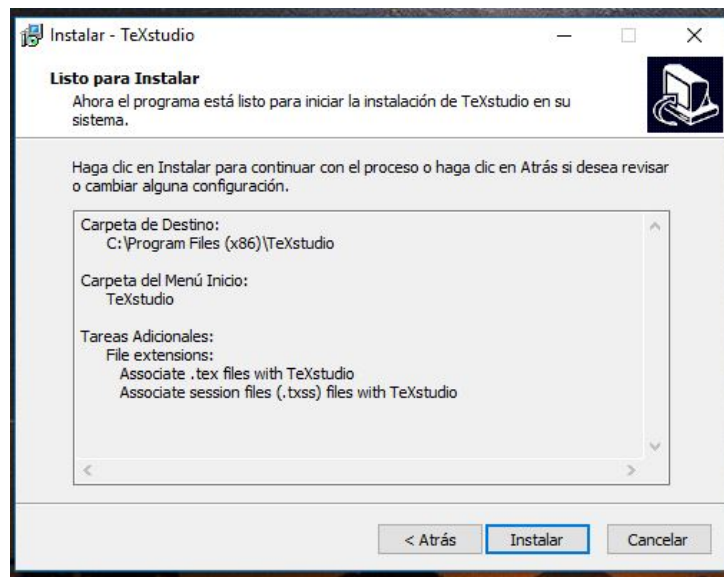 Instalar - TeXstudio
Listo para Instalar
Ahora el programa está listo para iniciar la instalación de TeXstudio en su
sistema.
Haga clic en Instalar para continuar con el proceso o haga clic en Atrás si desea revisar
o cambiar alguna configuración.
Carpeta de Destino:
C:\Program Files (x86)\TeXstudio
Carpeta del Menú Inicio:
TeXstudio
Tareas Adicionales:
File extensions:
Associate .tex files with TeXstudio
Associate session files (.txss) files with TeXstudio
< Atrás Instalar Cancelar